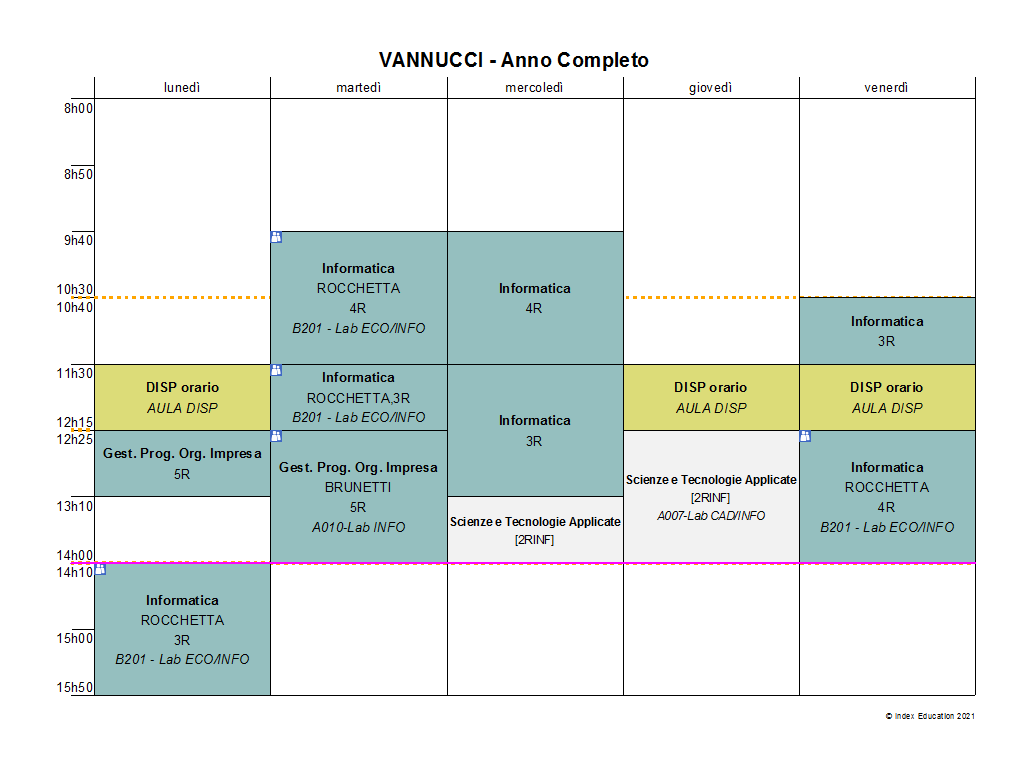 VANNUCCI - Anno Completo
lunedì
martedì
mercoledì
giovedì
venerdì
8h00
8h50
9h40
10h30
10h40
11h30
12h15
12h25
13h10
14h00
14h10
15h00
15h50
DISP orario
AULA DISP
Gest. Prog. Org. Impresa
5R
Informatica
ROCCHETTA
3R
B201 - Lab ECO/INFO
Informatica
ROCCHETTA
4R
B201 - Lab ECO/INFO
Informatica
ROCCHETTA,3R
B201 - Lab ECO/INFO
Gest. Prog. Org. Impresa
BRUNETTI
5R
A010-Lab INFO
Informatica
4R
Informatica
3R
Scienze e Tecnologie Applicate
[2RINF]
DISP orario
AULA DISP
Scienze e Tecnologie Applicate
[2RINF]
A007-Lab CAD/INFO
Informatica
3R
DISP orario
AULA DISP
Informatica
ROCCHETTA
4R
B201 - Lab ECO/INFO
© Index Education 2021